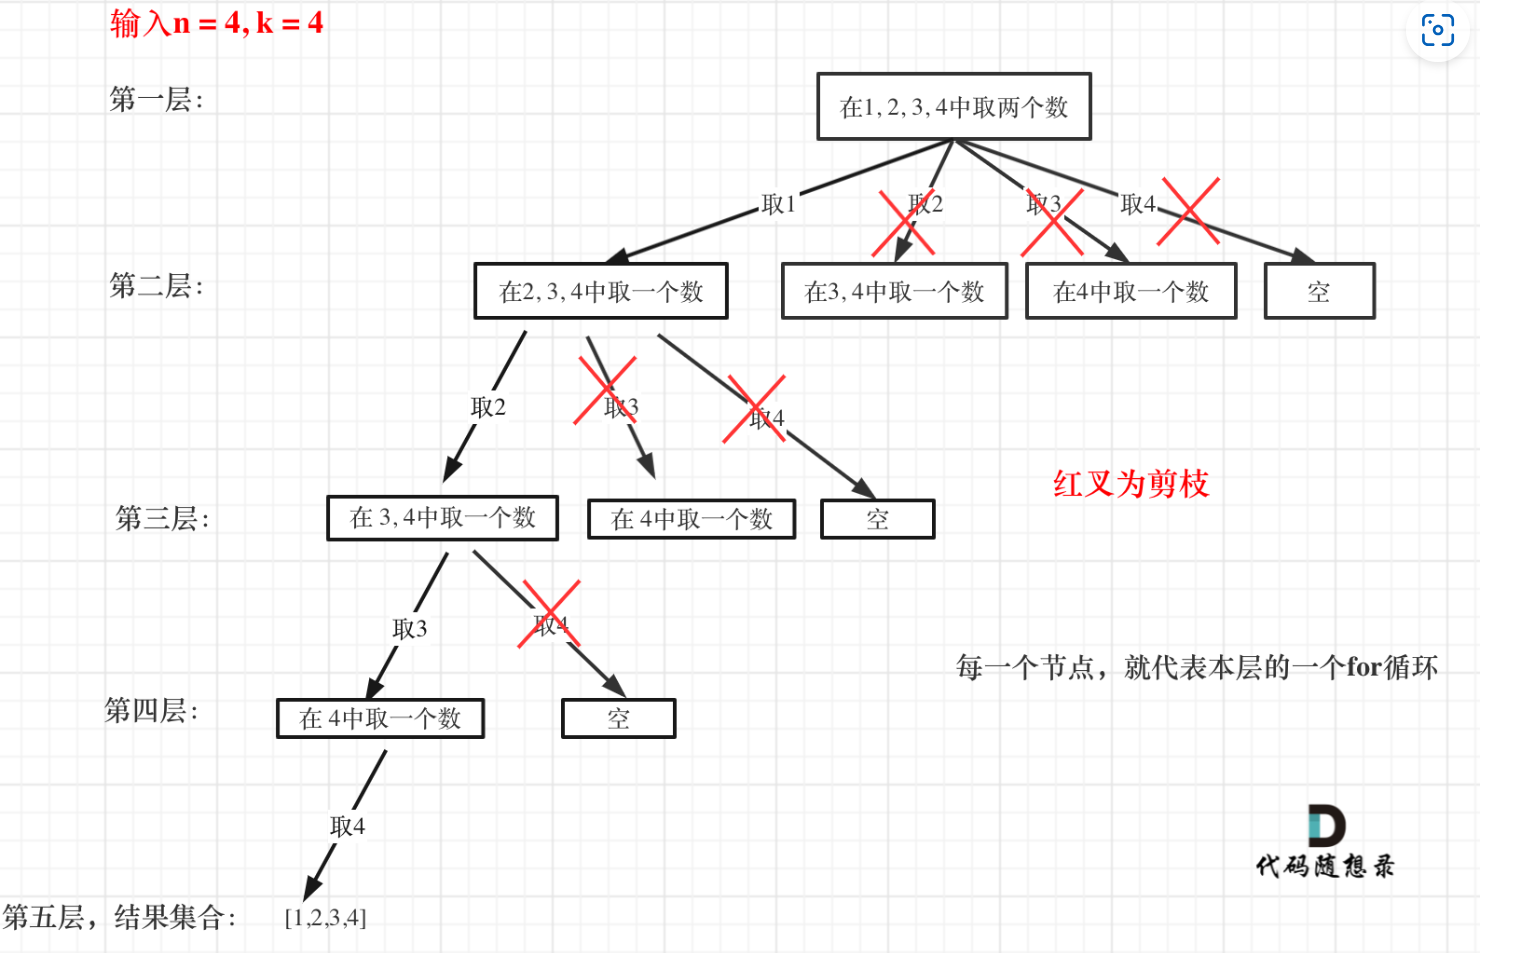 输入n = 4, k = 4
第一层：
在1, 2, 3, 4中取两个数
取1
取2
取3
取4
第二层：
在2, 3, 4中取一个数
在3, 4中取一个数
在4中取一个数
空
取2
取3
取4
红叉为剪枝
第三层：
在 3, 4中取一个数
在 4中取一个数
空
取3
取4
每一个节点，就代表本层的一个for循环
第四层：
在 4中取一个数
空
取4
代码随想录
第五层，结果集合：
[1,2,3,4]